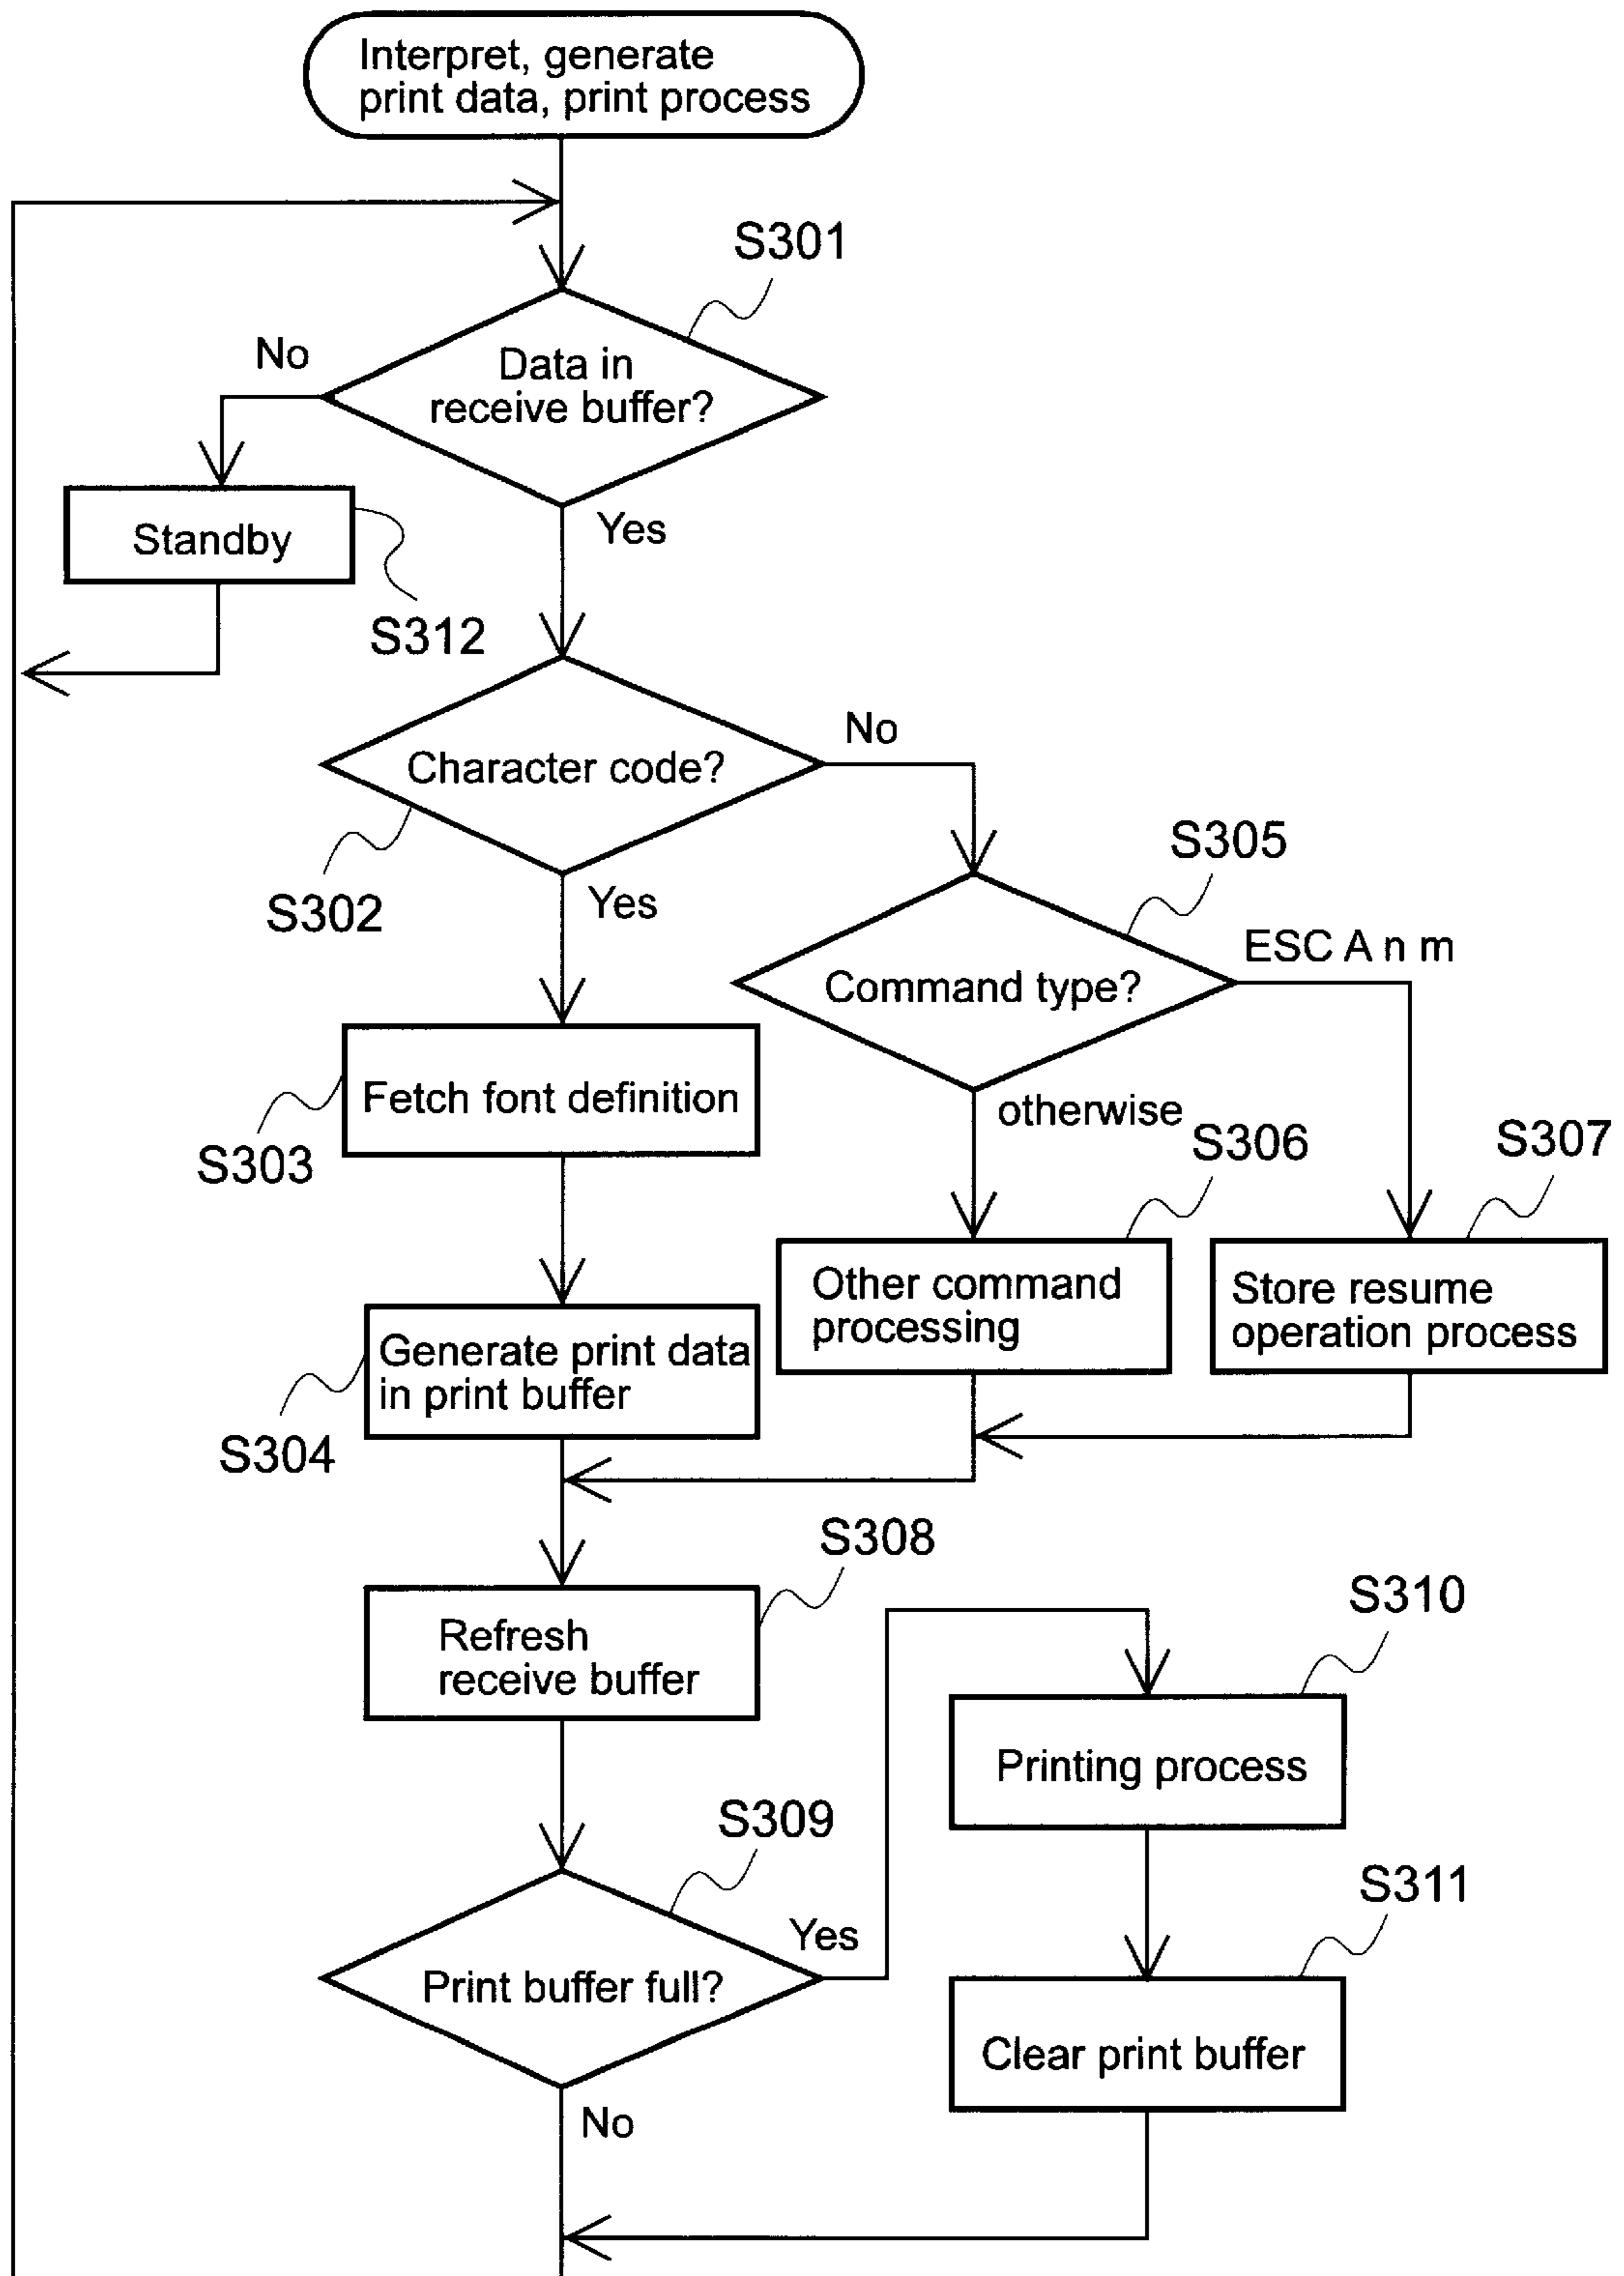 Interpret, generate
print data, print process
S301
No
Data in
receive buffer?
Yes
Standby
S312
No
Character code?
S302
Yes
S305
ESC A n m
Command type?
otherwise
Fetch font definition
S303
S306
S307
Other command
processing
Store resume
operation process
Generate print data
in print buffer
S304
S308
Refresh
receive buffer
S310
Printing process
S309
Yes
Print buffer full?
S311
Clear print buffer
No